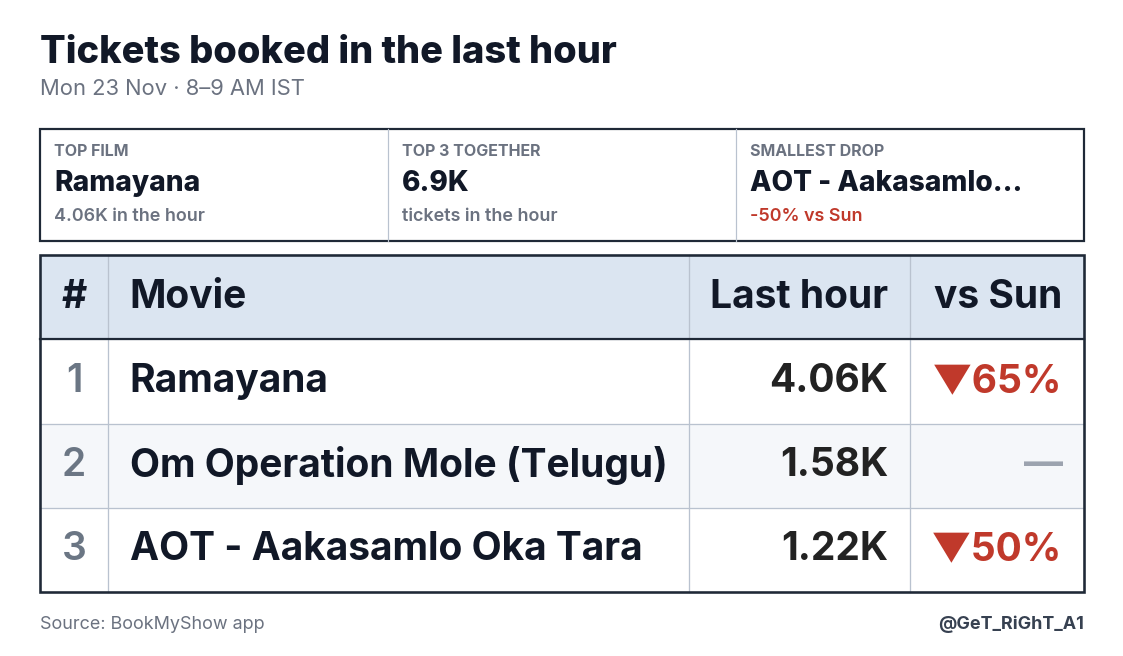 Tickets booked in the last hour
Mon 23 Nov · 8–9 AM IST
TOP FILM
Ramayana
4.06K in the hour
TOP 3 TOGETHER
6.9K
tickets in the hour
SMALLEST DROP
AOT - Aakasamlo...
-50% vs Sun
# Movie Last hour vs Sun
1 Ramayana 4.06K ▼65%
2 Om Operation Mole (Telugu) 1.58K —
3 AOT - Aakasamlo Oka Tara 1.22K ▼50%
Source: BookMyShow app @GeT_RiGhT_A1